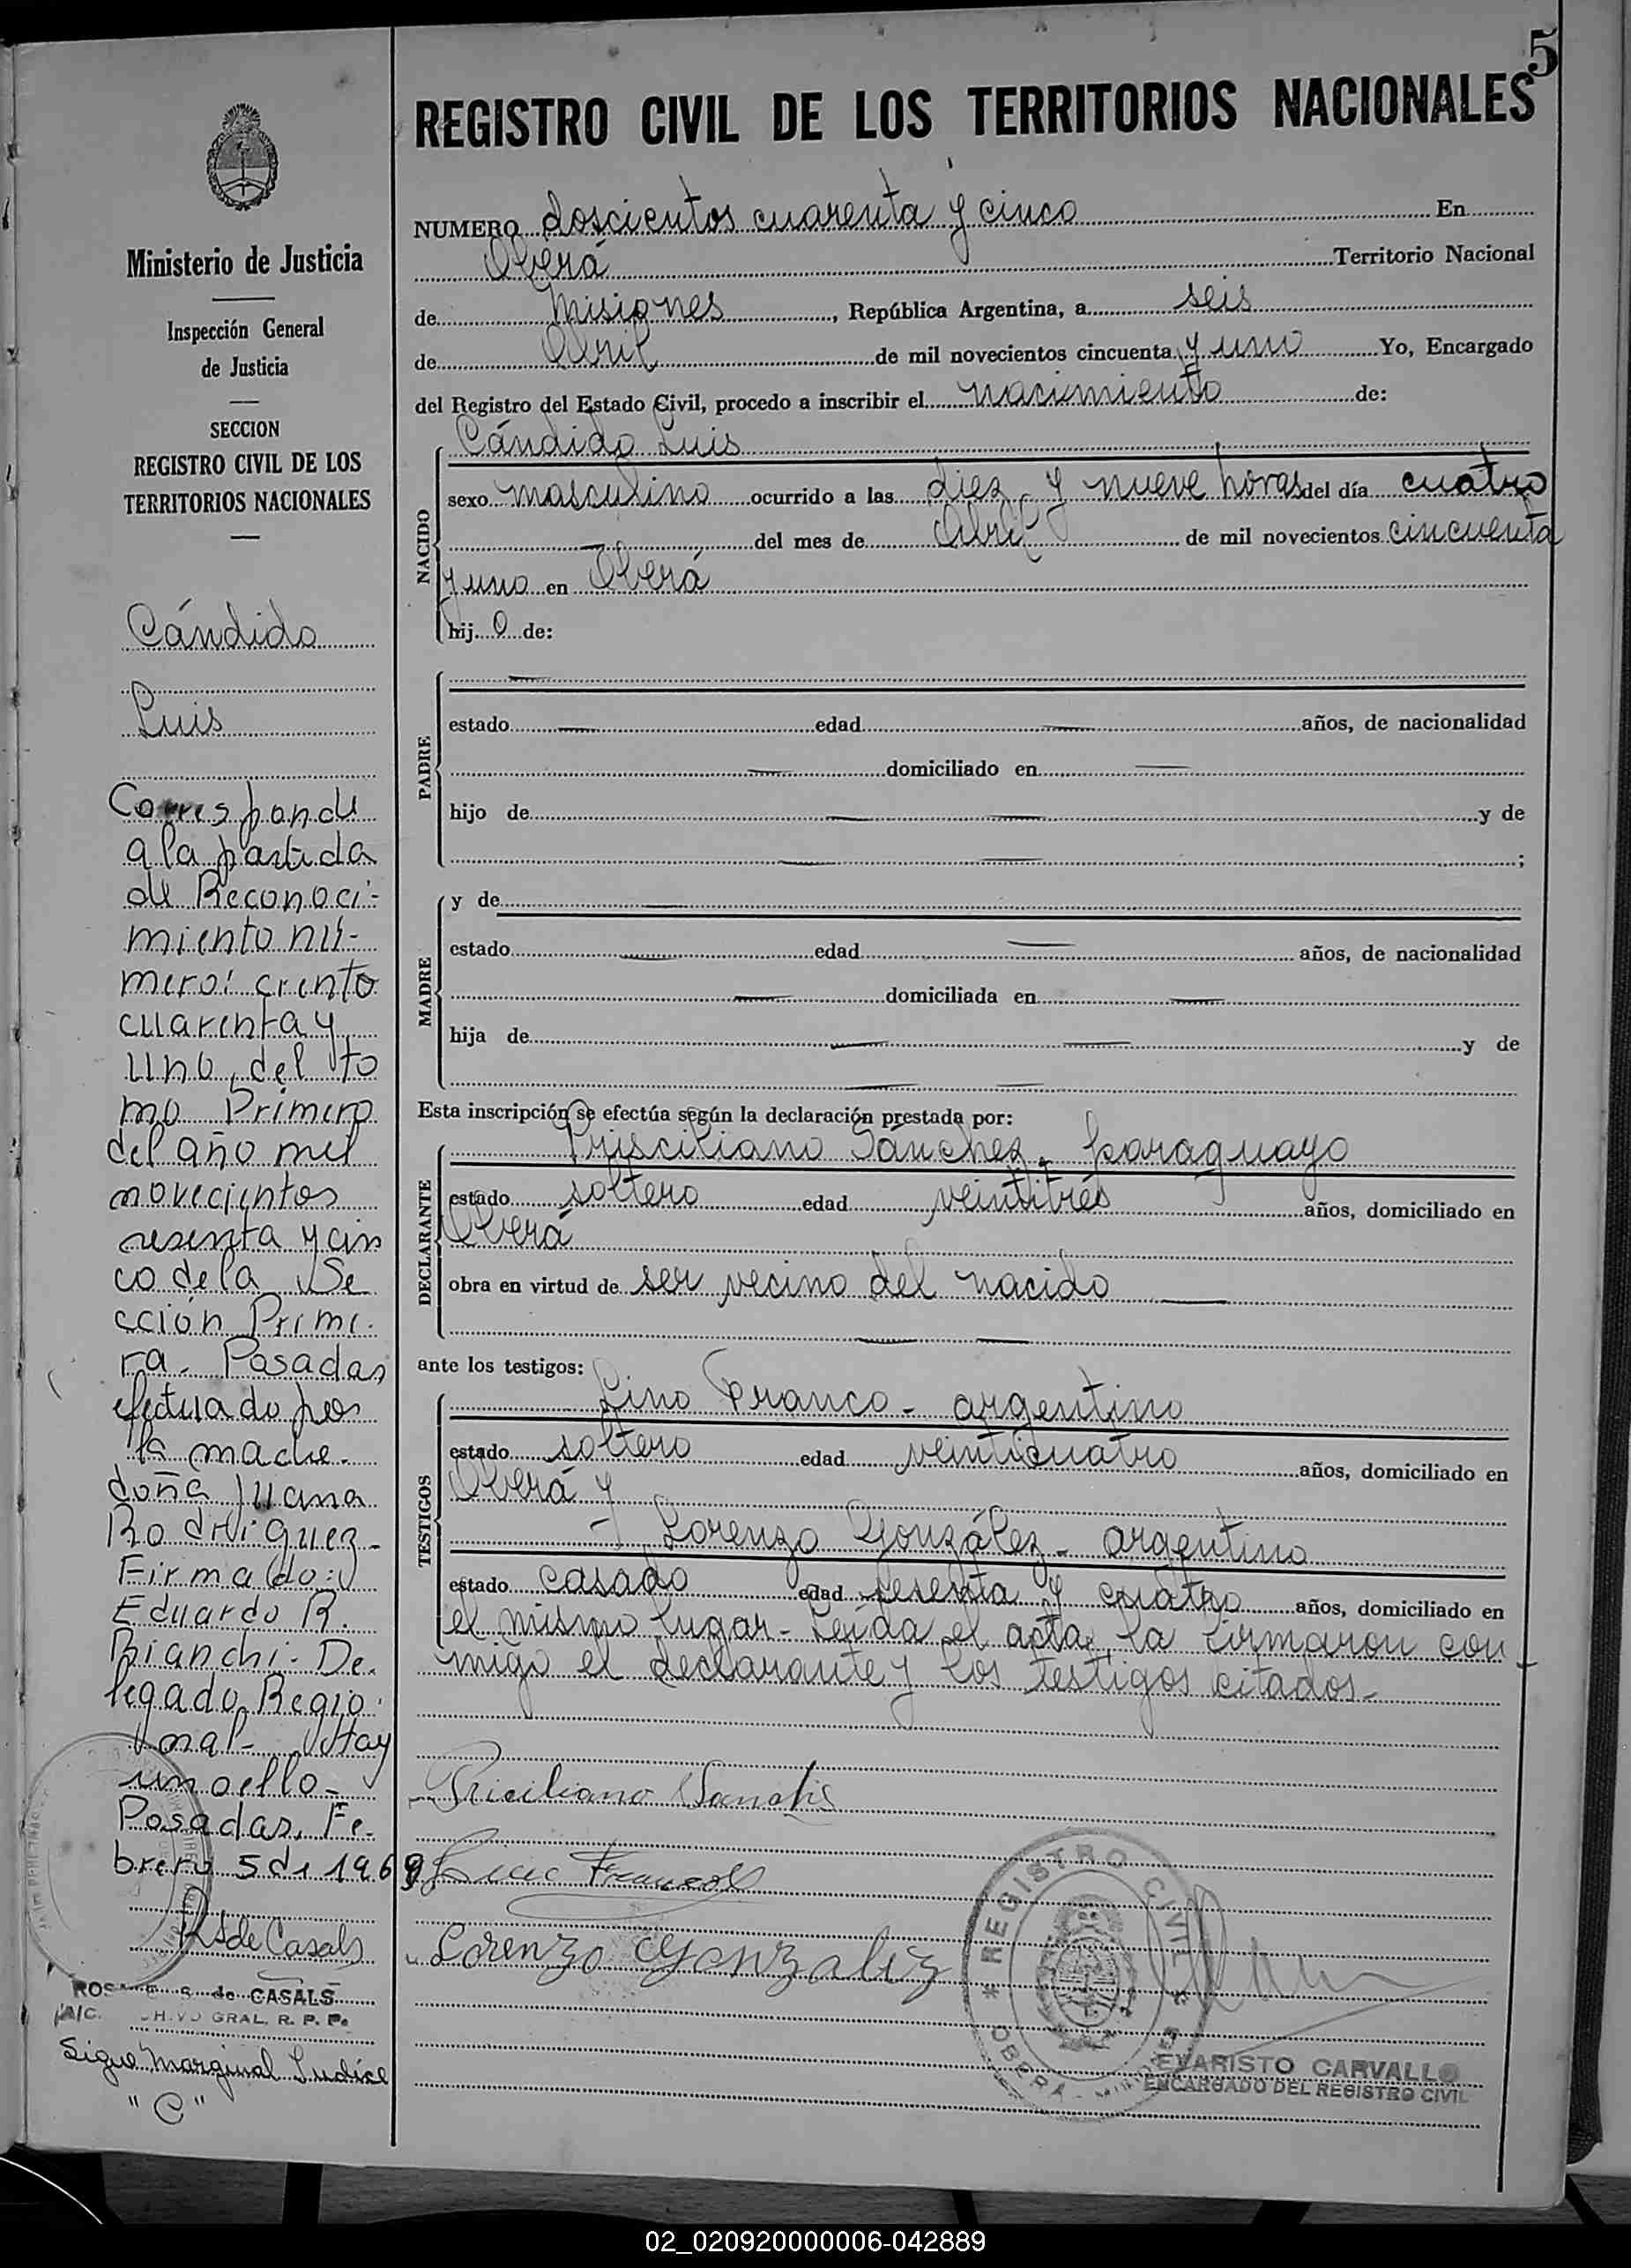 5
REGISTRO CIVIL DE LOS TERRITORIOS NACIONALES
Ministerio de Justicia
Inspección General
de Justicia
SECCION
REGISTRO CIVIL DE LOS
TERRITORIOS NACIONALES
Cándido
Luis
Corresponde
a la partida
de Reconoci-
miento nú-
mero: ciento
cuarenta y
uno, del to
mo Primero
del año mil
novecientos
sesenta y cin
co de la Se
cción Prime-
ra. Posadas,
efectuado por
la madre.
doña Juana
Rodriguez-
Firmado:
Eduardo R.
Bianchi. De.
legado Regio
nal- Hay
un sello-
Posadas, Fe-
brero 5 de 1969
RS de Casals
S. de CASALS
GRAL. R. P. P.
Sigue Marginal Indice
"C"
NUMERO doscientos cuarenta y cinco En
Oberá Territorio Nacional
de Misiones, República Argentina, a seis
de Abril de mil novecientos cincuenta y uno Yo, Encargado
del Registro del Estado Civil, procedo a inscribir el nacimiento de:
NACIDO
Cándido Luis
sexo masculino ocurrido a las diez y nueve horas del día cuatro
del mes de Abril de mil novecientos cincuenta
y uno en Oberá
hijo de:
PADRE
estado edad años, de nacionalidad
domiciliado en
hijo de y de
;
MADRE
y de
estado edad años, de nacionalidad
domiciliada en
hija de y de
Esta inscripción se efectúa según la declaración prestada por:
DECLARANTE
Prisciliano Sánchez, paraguayo
estado soltero edad veintitrés años, domiciliado en
Oberá
obra en virtud de ser vecino del nacido
ante los testigos:
TESTIGOS
Lino Franco - argentino
estado soltero edad veinticuatro años, domiciliado en
Oberá y
Lorenzo González - argentino
estado casado edad sesenta y cuatro años, domiciliado en
el mismo lugar - Leída el acta, la firmaron con
migo el declarante y los testigos citados-
Priciliano
Lorenzo Gonzalez
REGISTRO CIVIL
OBERA - MISIONES
EVARISTO CARVALLO
ENCARGADO DEL REGISTRO CIVIL
02_020920000006-042889